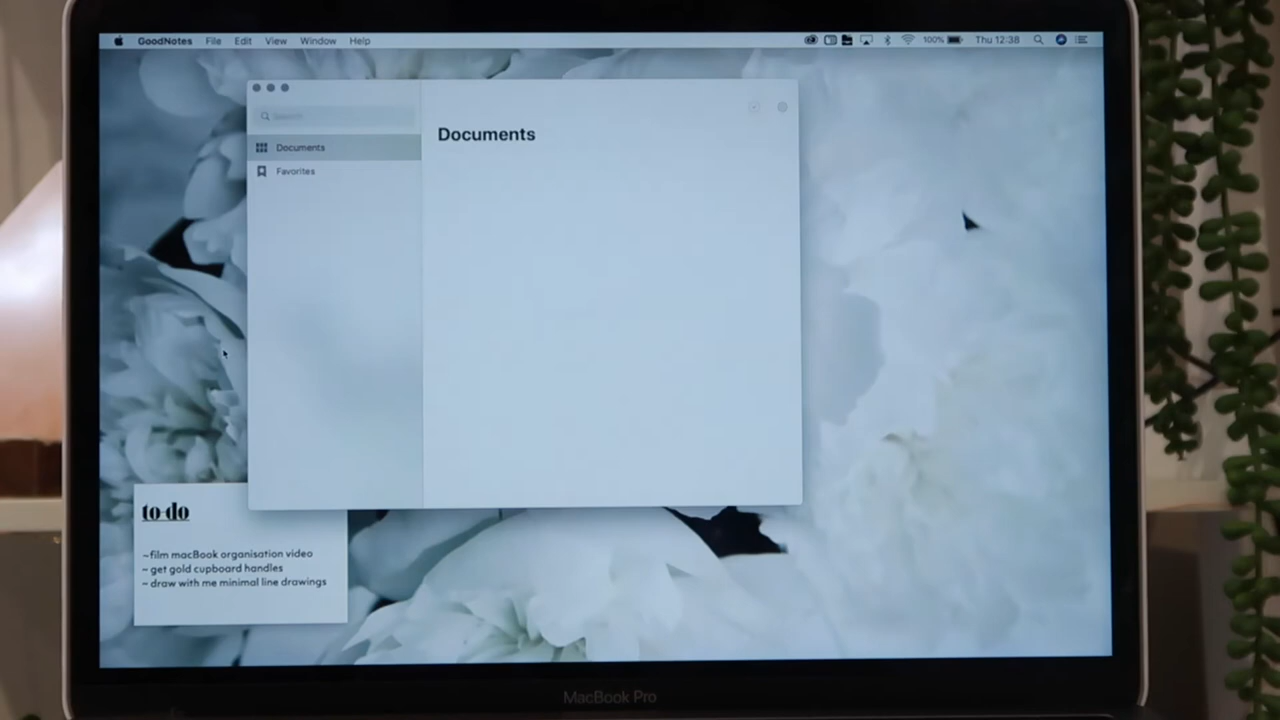 GoodNotes File Edit View Window Help 100% Thu 12:38
Search
Documents
Documents
Favorites
to-do
~film macBook organisation video
~ get gold cupboard handles
~ draw with me minimal line drawings
MacBook Pro